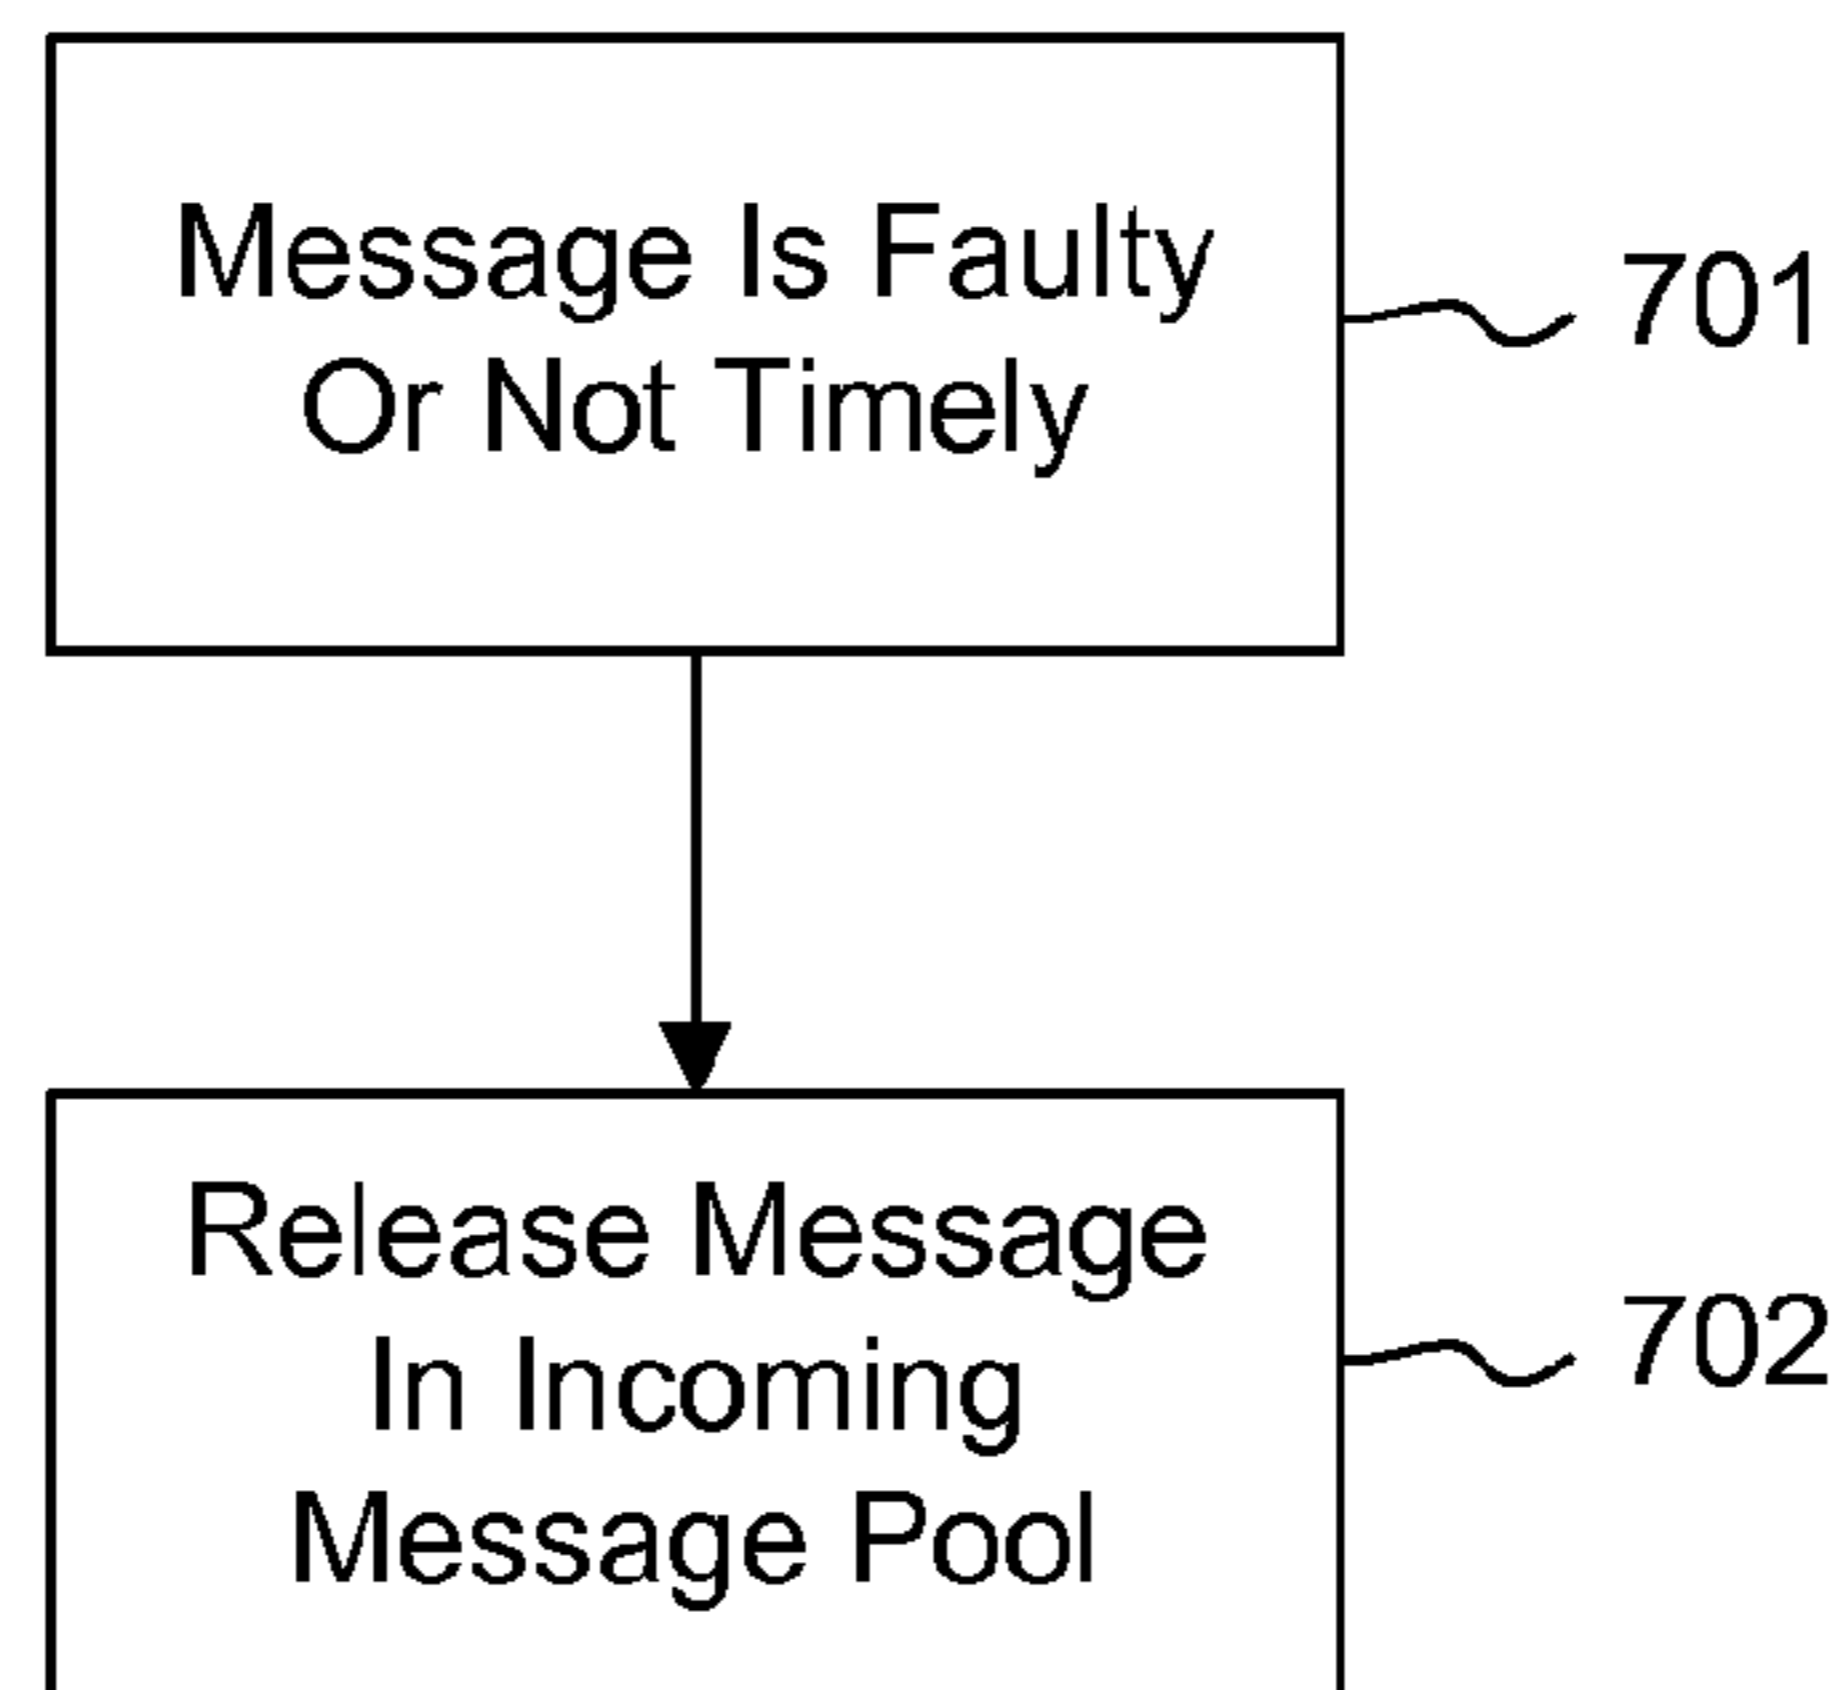 Message Is Faulty
Or Not Timely
701
Release Message
In Incoming
Message Pool
702